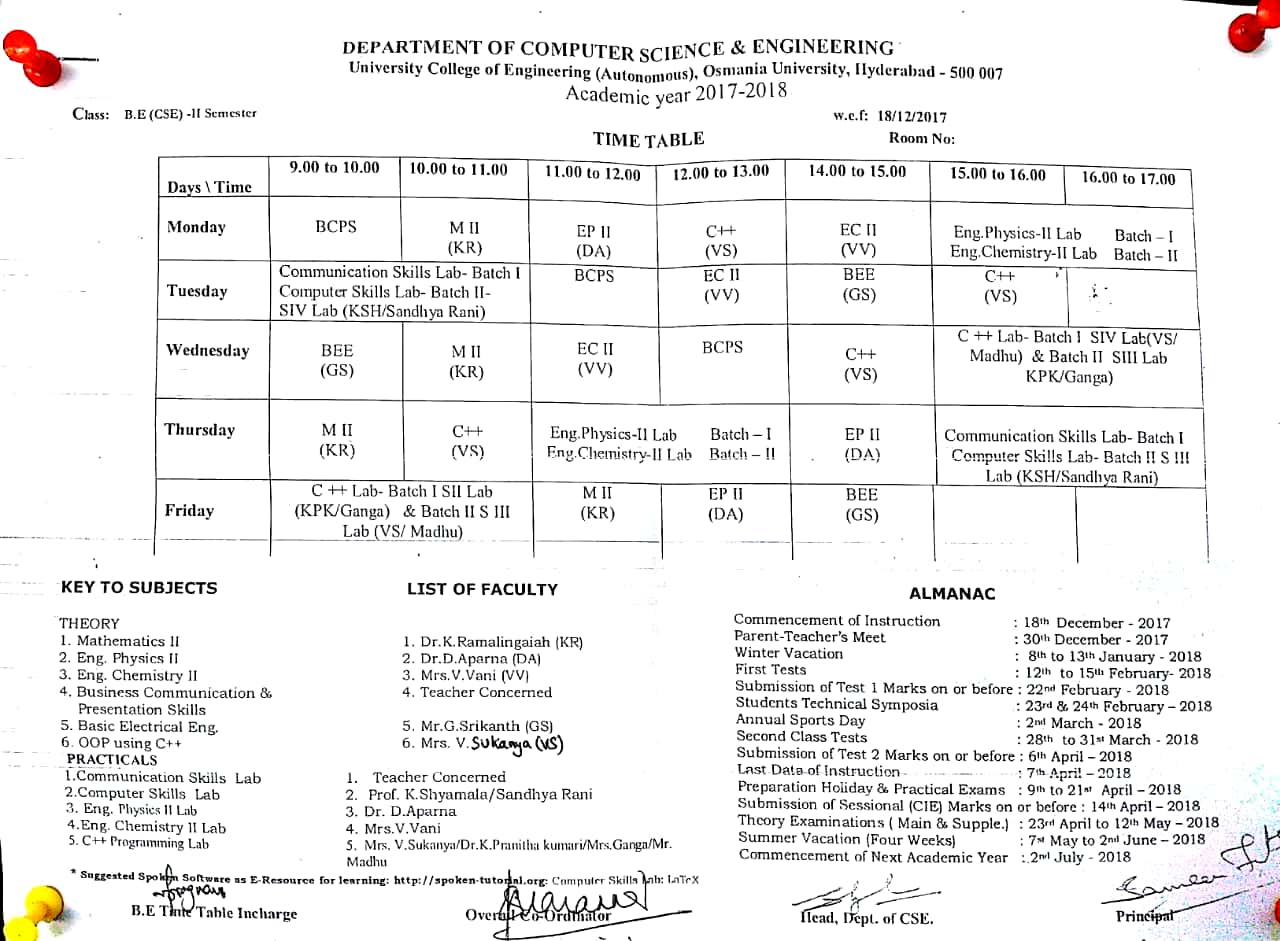 DEPARTMENT OF COMPUTER SCIENCE & ENGINEERING
University College of Engineering (Autonomous), Osmania University, Hyderabad - 500 007
Academic year 2017-2018
Class: B.E (CSE) -II Semester
w.e.f: 18/12/2017
TIME TABLE
Room No:
Days \ Time 9.00 to 10.00 10.00 to 11.00 11.00 to 12.00 12.00 to 13.00 14.00 to 15.00 15.00 to 16.00 16.00 to 17.00
Monday BCPS M II EP II C++ EC II Eng.Physics-II Lab Batch – I
(KR) (DA) (VS) (VV) Eng.Chemistry-II Lab Batch – II
Tuesday Communication Skills Lab- Batch I BCPS EC II BEE C++
Computer Skills Lab- Batch II- (VV) (GS) (VS)
SIV Lab (KSH/Sandhya Rani)
Wednesday BEE M II EC II BCPS C++ C ++ Lab- Batch I SIV Lab(VS/
(GS) (KR) (VV) (VS) Madhu) & Batch II SIII Lab
KPK/Ganga)
Thursday M II C++ Eng.Physics-II Lab Batch – I EP II Communication Skills Lab- Batch I
(KR) (VS) Eng.Chemistry-II Lab Batch – II (DA) Computer Skills Lab- Batch II S III
Lab (KSH/Sandhya Rani)
Friday C ++ Lab- Batch I SII Lab M II EP II BEE
(KPK/Ganga) & Batch II S III (KR) (DA) (GS)
Lab (VS/ Madhu)
KEY TO SUBJECTS
THEORY
1. Mathematics II
2. Eng. Physics II
3. Eng. Chemistry II
4. Business Communication &
Presentation Skills
5. Basic Electrical Eng.
6. OOP using C++
PRACTICALS
1.Communication Skills Lab
2.Computer Skills Lab
3. Eng. Physics II Lab
4.Eng. Chemistry II Lab
5. C++ Programming Lab
LIST OF FACULTY
1. Dr.K.Ramalingaiah (KR)
2. Dr.D.Aparna (DA)
3. Mrs.V.Vani (VV)
4. Teacher Concerned
5. Mr.G.Srikanth (GS)
6. Mrs. V.Sukanya (VS)
1. Teacher Concerned
2. Prof. K.Shyamala/Sandhya Rani
3. Dr. D.Aparna
4. Mrs.V.Vani
5. Mrs. V.Sukanya/Dr.K.Pranitha kumari/Mrs.Ganga/Mr.
Madhu
ALMANAC
Commencement of Instruction : 18th December - 2017
Parent-Teacher's Meet : 30th December - 2017
Winter Vacation : 8th to 13th January - 2018
First Tests : 12th to 15th February- 2018
Submission of Test 1 Marks on or before : 22nd February - 2018
Students Technical Symposia : 23rd & 24th February – 2018
Annual Sports Day : 2nd March - 2018
Second Class Tests : 28th to 31st March - 2018
Submission of Test 2 Marks on or before : 6th April – 2018
Last Date of Instruction : 7th April – 2018
Preparation Holiday & Practical Exams : 9th to 21st April – 2018
Submission of Sessional (CIE) Marks on or before : 14th April – 2018
Theory Examinations ( Main & Supple.) : 23rd April to 12th May – 2018
Summer Vacation (Four Weeks) : 7st May to 2nd June – 2018
Commencement of Next Academic Year : 2nd July - 2018
* Suggested Spoken Software as E-Resource for learning: http://spoken-tutorial.org: Computer Skills Lab: LaTeX
B.E Time Table Incharge
Overall Co-Ordinator
Head, Dept. of CSE.
Principal